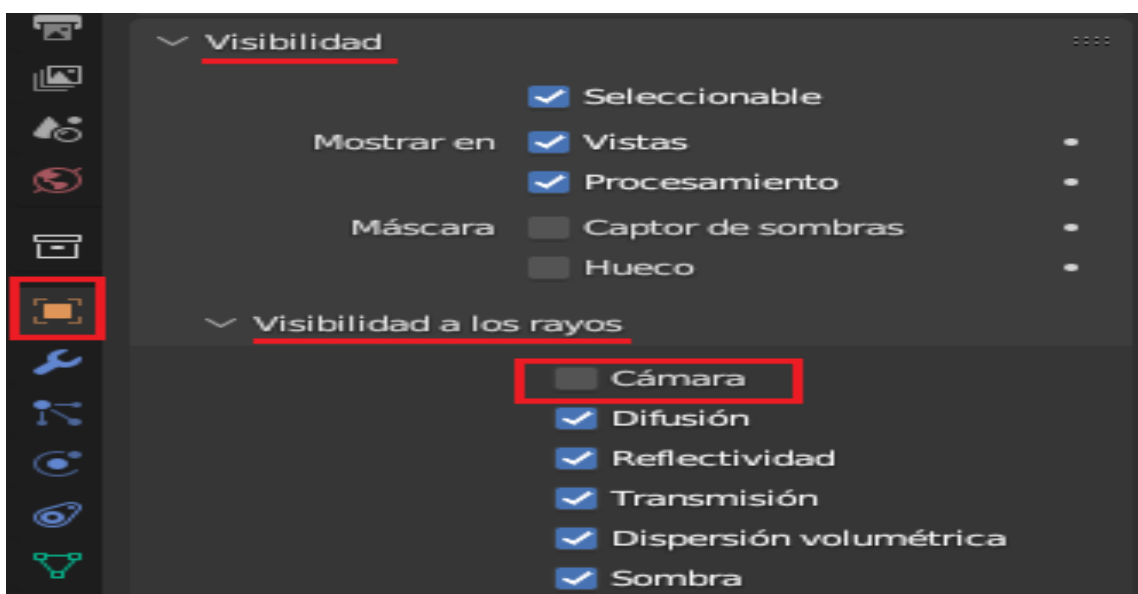 Visibilidad
Seleccionable
Mostrar en Vistas
Procesamiento
Máscara Captor de sombras
Hueco
Visibilidad a los rayos
Cámara
Difusión
Reflectividad
Transmisión
Dispersión volumétrica
Sombra